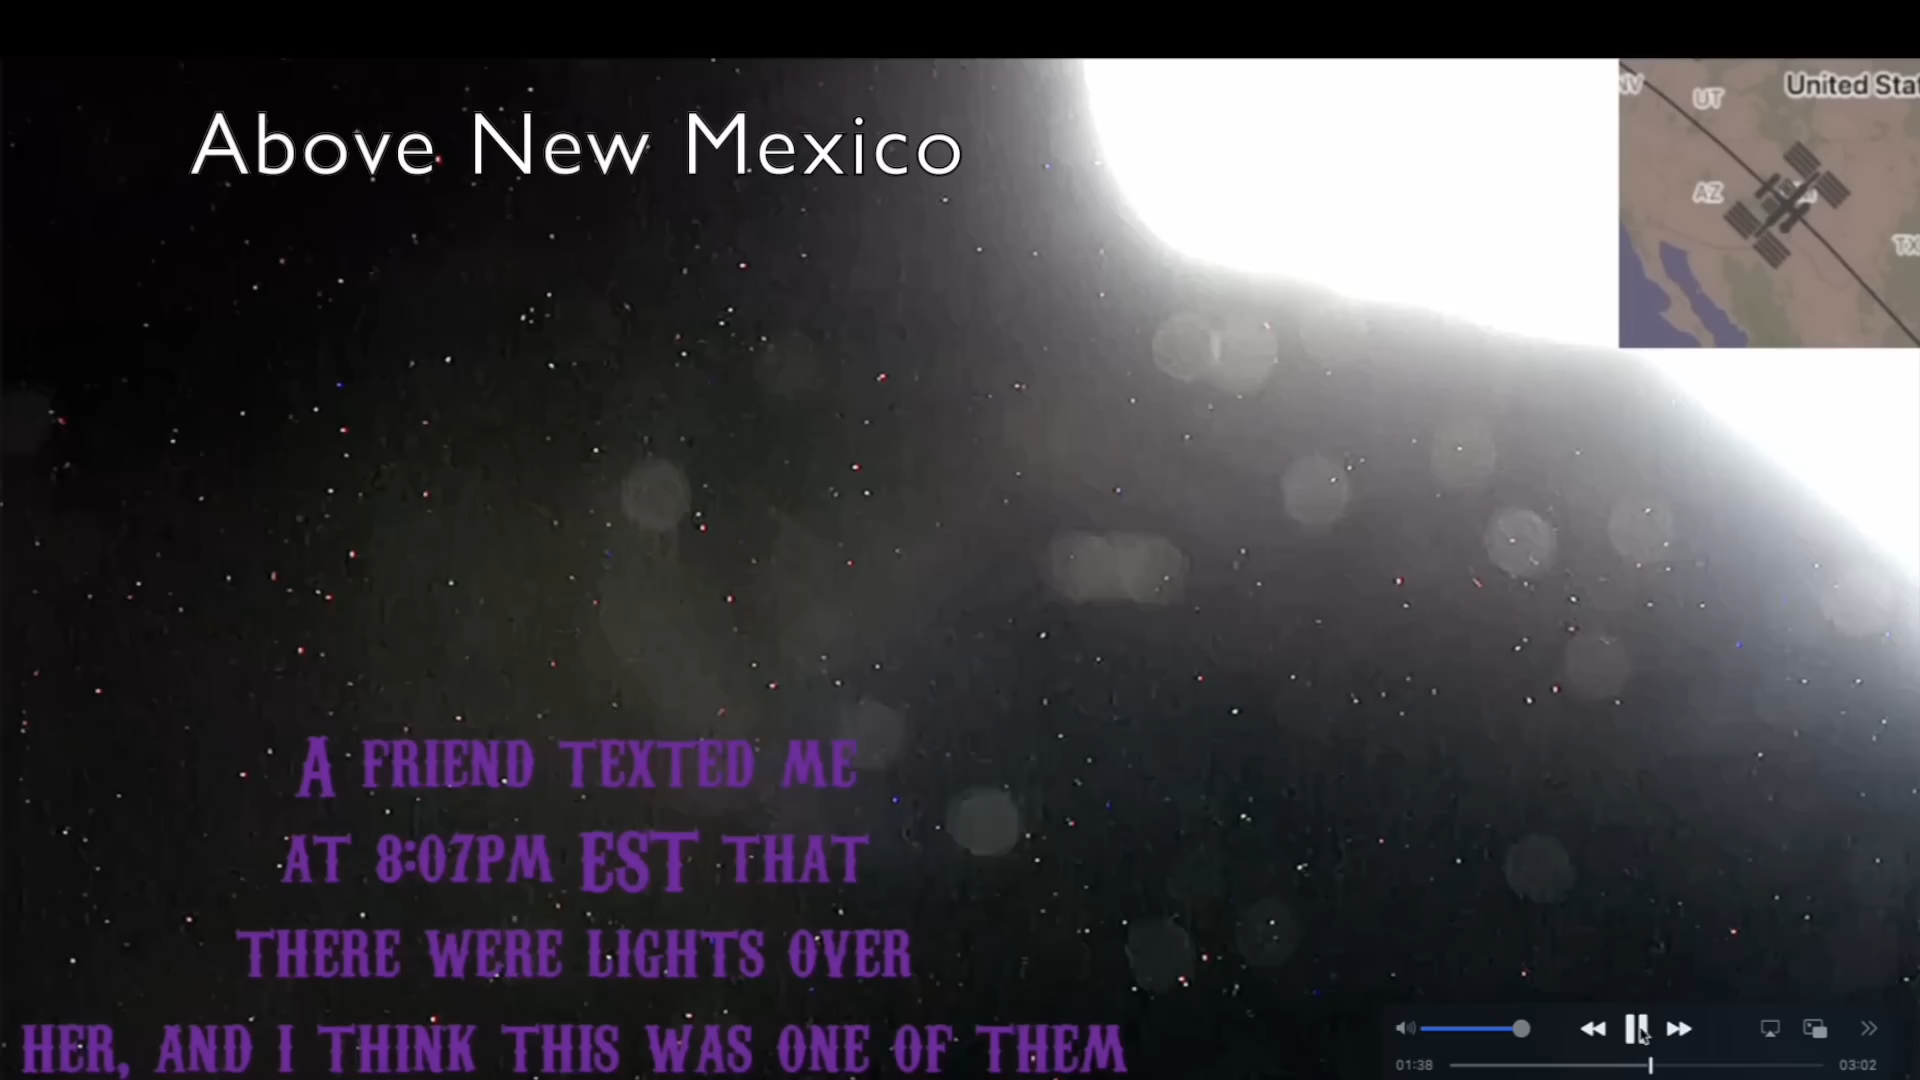 Above New Mexico
NV
UT
United Stat
AZ
TX
A FRIEND TEXTED ME
AT 8:07PM EST THAT
THERE WERE LIGHTS OVER
HER, AND I THINK THIS WAS ONE OF THEM
01:38
03:02